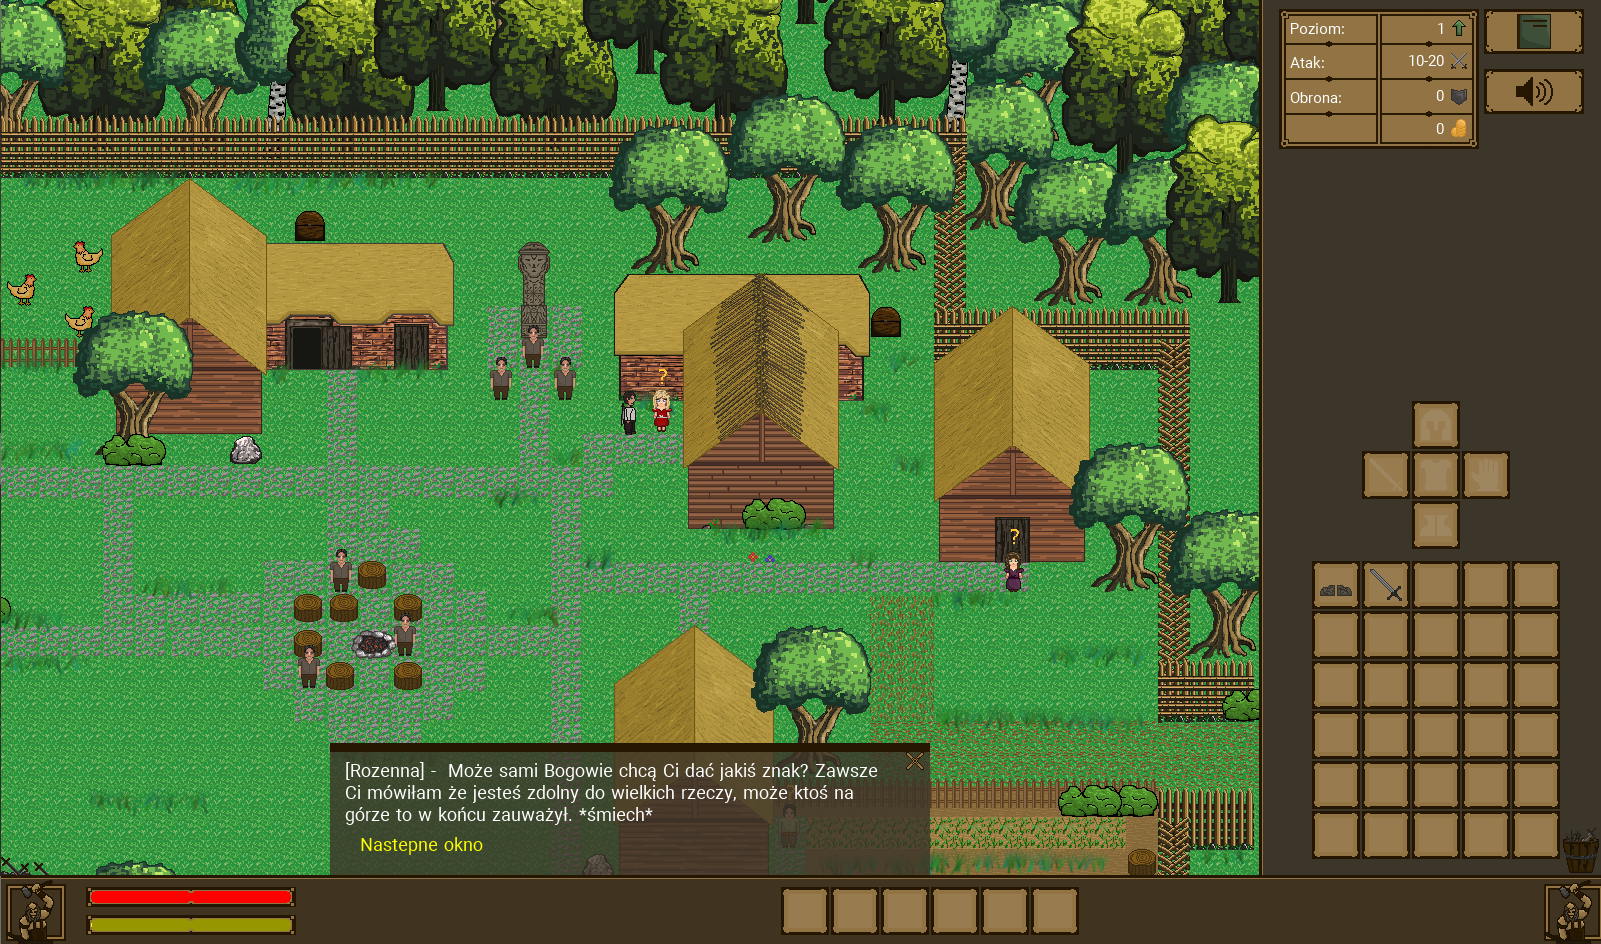 Poziom: 1
Atak: 10-20
Obrona: 0
0
?
?
[Rozenna] - Może sami Bogowie chcą Ci dać jakiś znak? Zawsze
Ci mówiłam że jesteś zdolny do wielkich rzeczy, może ktoś na
górze to w końcu zauważył. *śmiech*
Nastepne okno